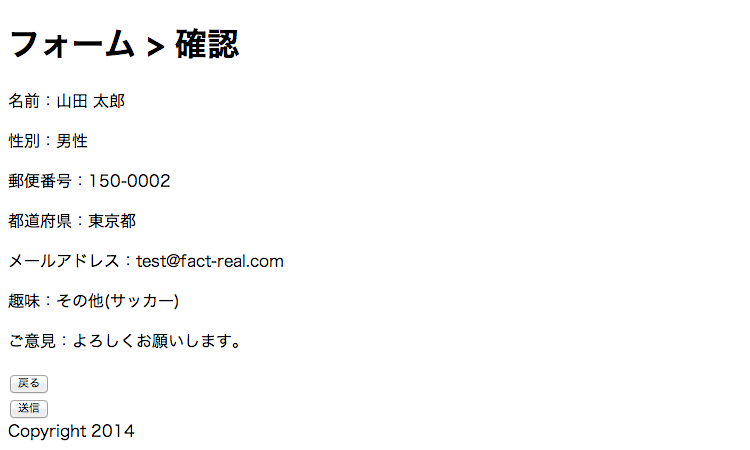 フォーム > 確認
名前：山田 太郎
性別：男性
郵便番号：150-0002
都道府県：東京都
メールアドレス：test@fact-real.com
趣味：その他(サッカー)
ご意見：よろしくお願いします。
戻る
送信
Copyright 2014